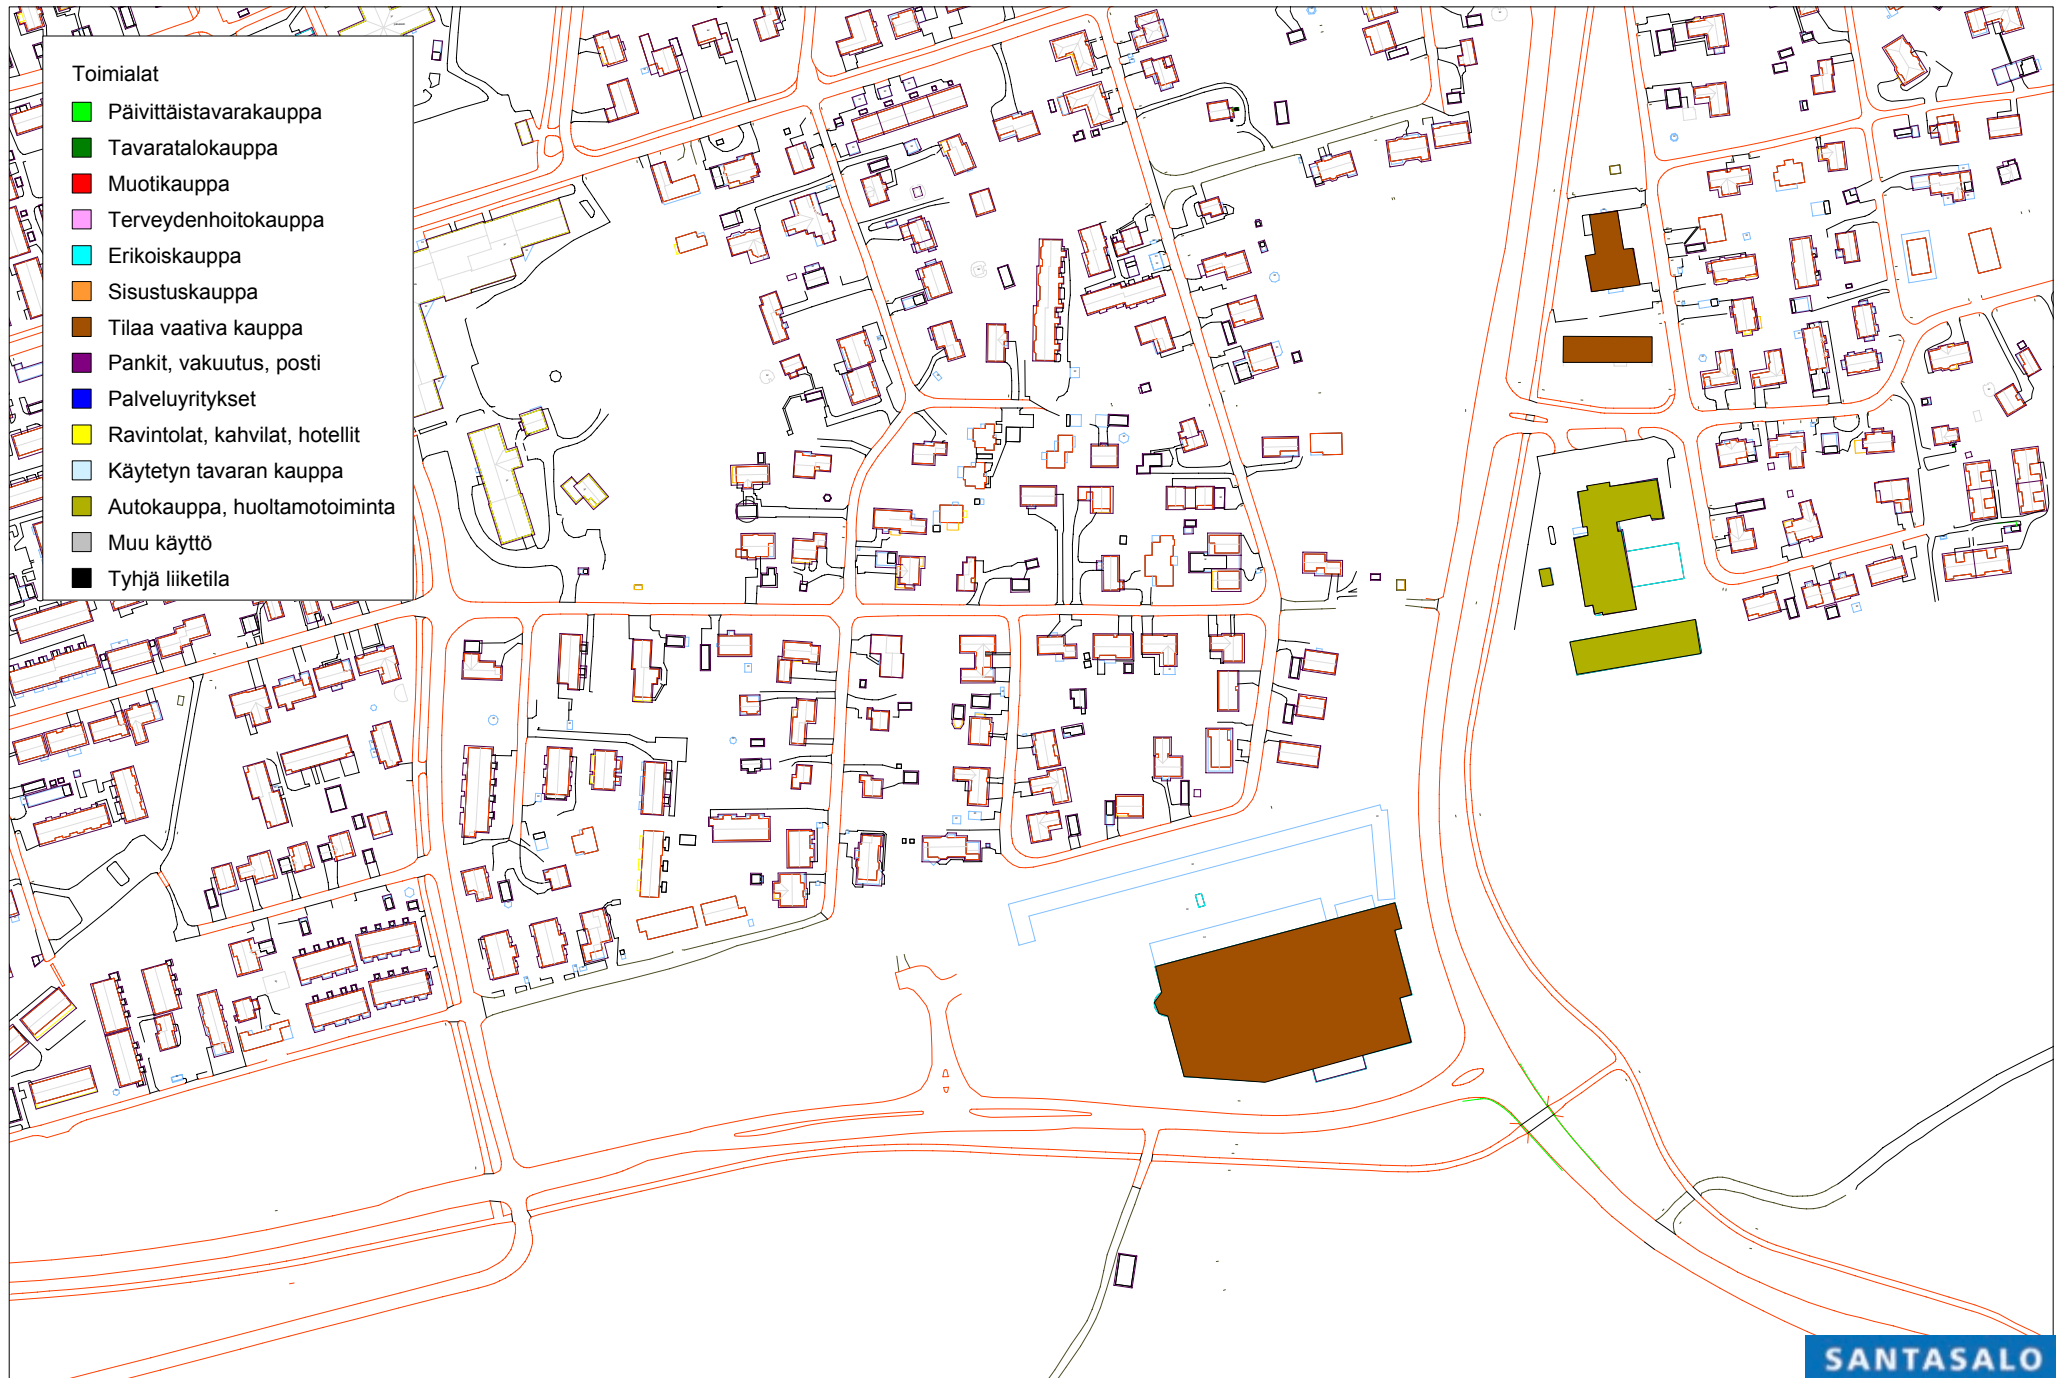 Toimialat
Päivittäistavarakauppa
Tavaratalokauppa
Muotikauppa
Terveydenhoitokauppa
Erikoiskauppa
Sisustuskauppa
Tilaa vaativa kauppa
Pankit, vakuutus, posti
Palveluyritykset
Ravintolat, kahvilat, hotellit
Käytetyn tavaran kauppa
Autokauppa, huoltamotoiminta
Muu käyttö
Tyhjä liiketila
SANTASALO